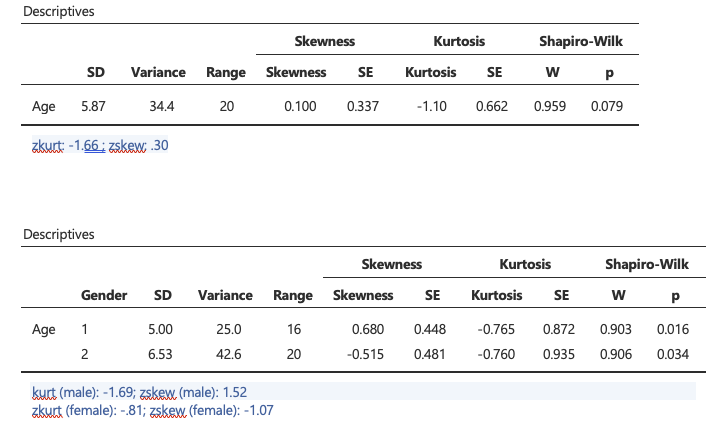 Descriptives
Skewness Kurtosis Shapiro-Wilk
SD Variance Range Skewness SE Kurtosis SE W p
Age 5.87 34.4 20 0.100 0.337 -1.10 0.662 0.959 0.079
zkurt: -1.66 ; zskew: .30
Descriptives
Skewness Kurtosis Shapiro-Wilk
Gender SD Variance Range Skewness SE Kurtosis SE W p
Age 1 5.00 25.0 16 0.680 0.448 -0.765 0.872 0.903 0.016
2 6.53 42.6 20 -0.515 0.481 -0.760 0.935 0.906 0.034
kurt (male): -1.69; zskew (male): 1.52
zkurt (female): -.81; zskew (female): -1.07